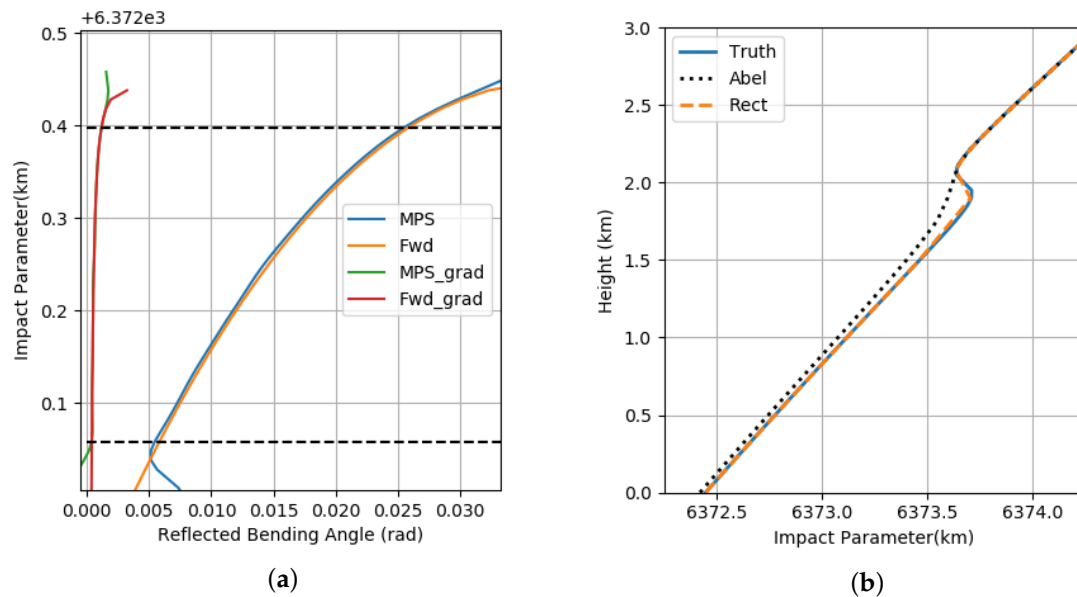 +6.372e3
0.5
0.4
0.3
0.2
0.1
Impact Parameter(km)
MPS
Fwd
MPS_grad
Fwd_grad
0.000 0.005 0.010 0.015 0.020 0.025 0.030
Reflected Bending Angle (rad)
(a)
3.0
2.5
2.0
1.5
1.0
0.5
0.0
Height (km)
Truth
Abel
Rect
6372.5 6373.0 6373.5 6374.0
Impact Parameter(km)
(b)